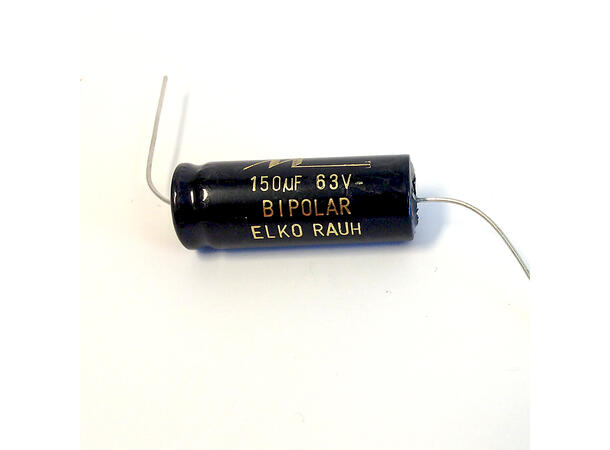 150µF 63V~
BIPOLAR
ELKO RAUH